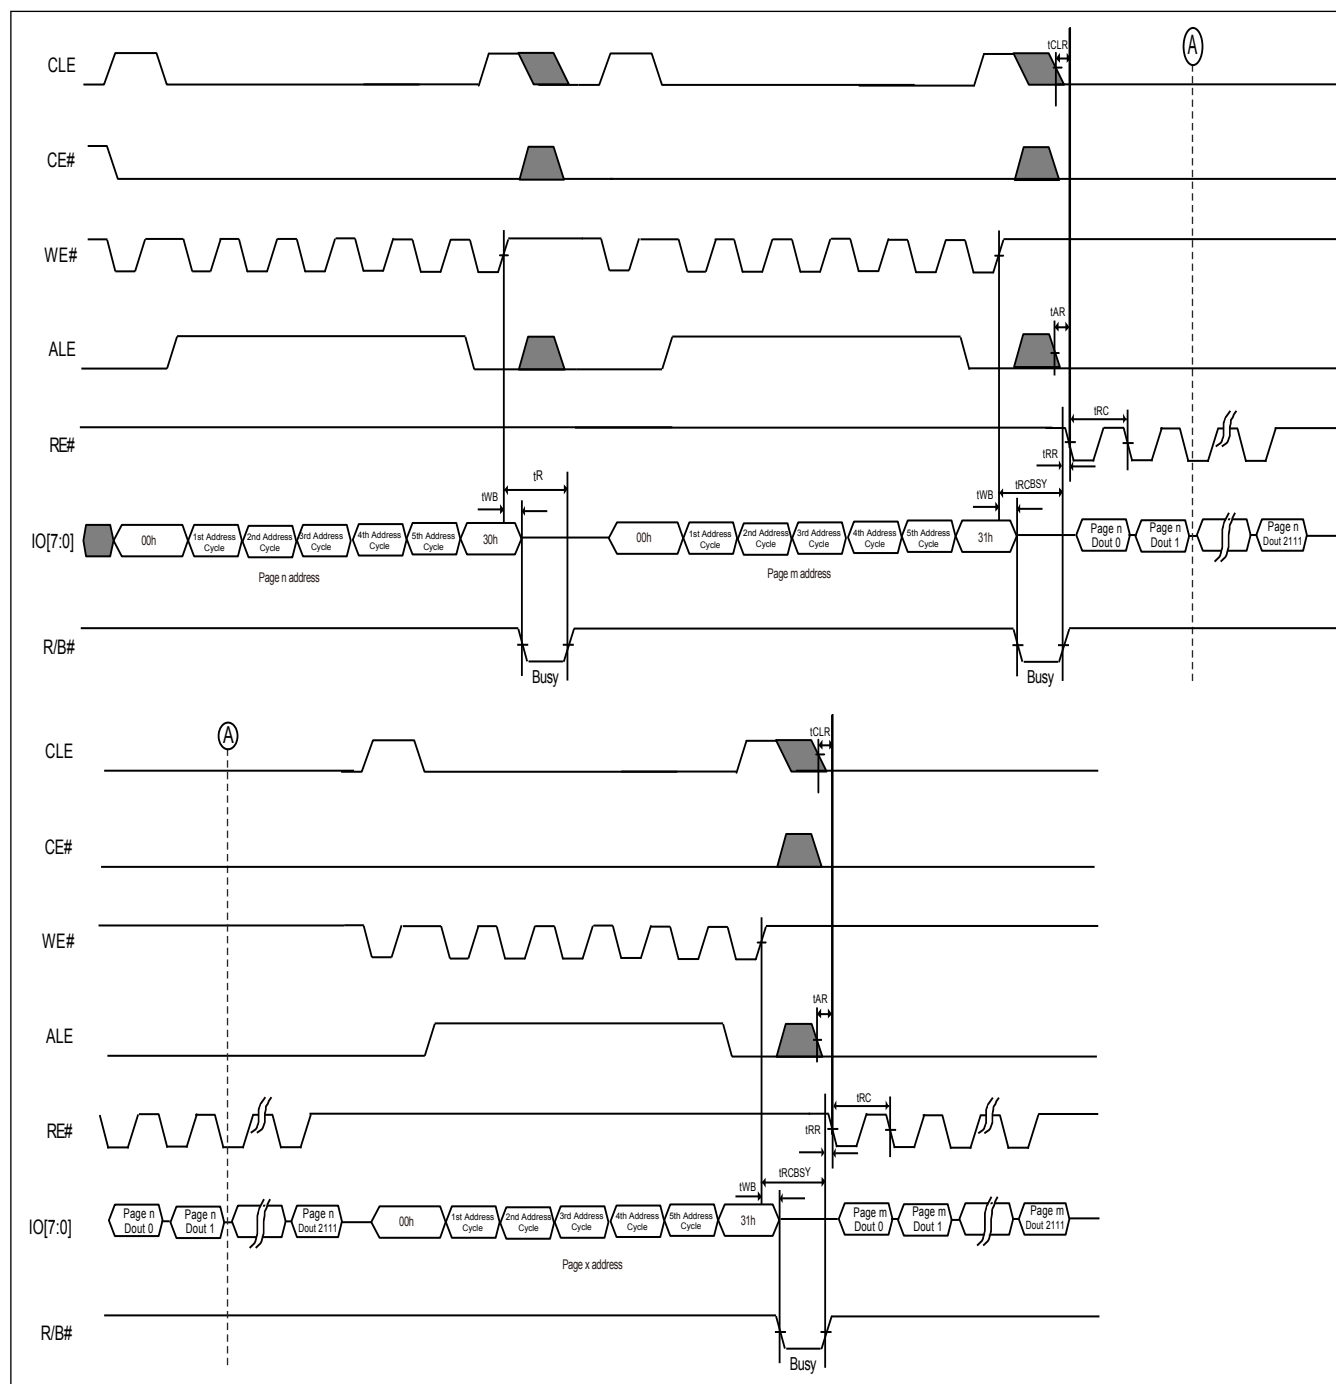 CLE
tCLR
A
CE#
WE#
ALE
tAR
RE#
tRC
tRR
tR
tRCBSY
tWB
tWB
IO[7:0]
00h
1st Address Cycle
2nd Address Cycle
3rd Address Cycle
4th Address Cycle
5th Address Cycle
30h
00h
1st Address Cycle
2nd Address Cycle
3rd Address Cycle
4th Address Cycle
5th Address Cycle
31h
Page n Dout 0
Page n Dout 1
Page n Dout 2111
Page n address
Page m address
R/B#
Busy
Busy
A
CLE
tCLR
CE#
WE#
ALE
tAR
RE#
tRC
tRR
tRCBSY
tWB
IO[7:0]
Page n Dout 0
Page n Dout 1
Page n Dout 2111
00h
1st Address Cycle
2nd Address Cycle
3rd Address Cycle
4th Address Cycle
5th Address Cycle
31h
Page m Dout 0
Page m Dout 1
Page m Dout 2111
Page x address
R/B#
Busy